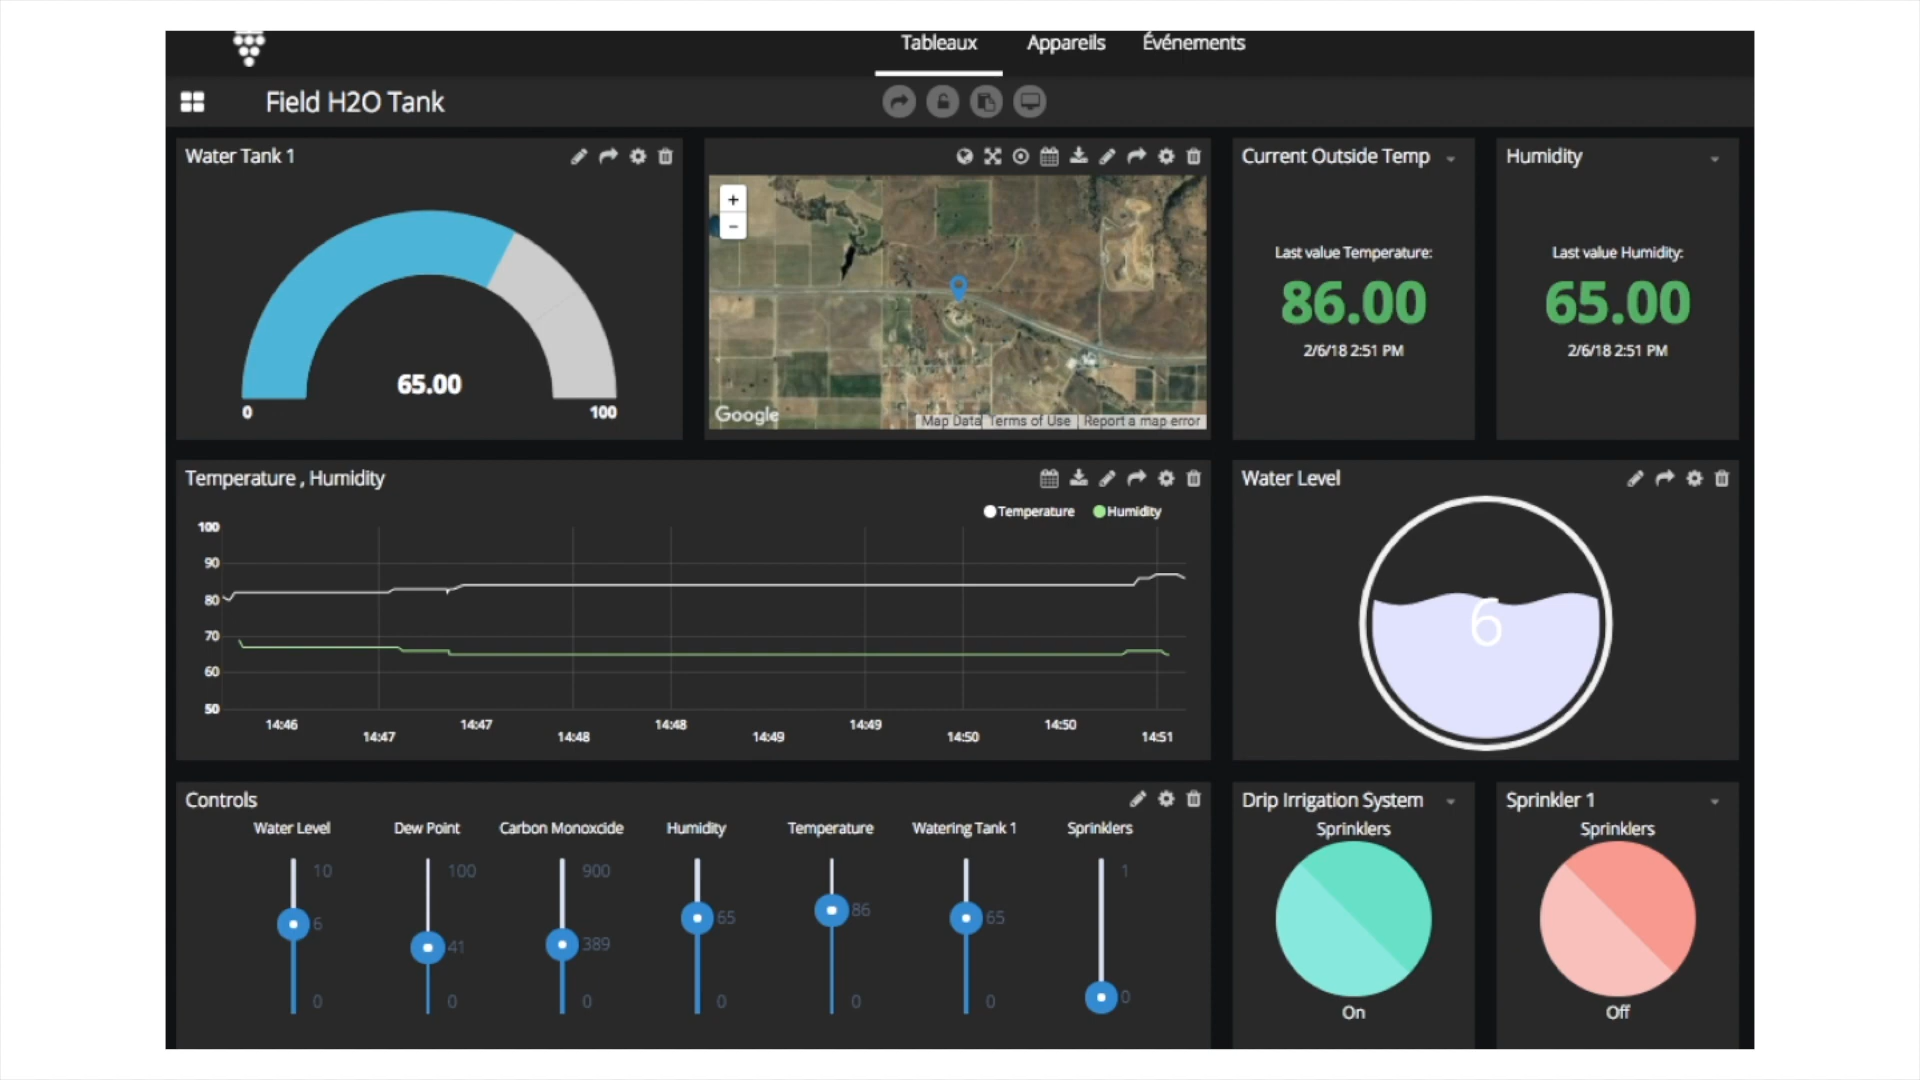 Tableaux Appareils Événements
Field H2O Tank
Water Tank 1
65.00
0 100
+
−
Google
Map Data Terms of Use Report a map error
Current Outside Temp
Last value Temperature:
86.00
2/6/18 2:51 PM
Humidity
Last value Humidity:
65.00
2/6/18 2:51 PM
Temperature , Humidity
Temperature Humidity
100
90
80
70
60
50
14:46 14:47 14:48 14:49 14:50
14:47 14:48 14:49 14:50 14:51
Water Level
6
Controls
Water Level Dew Point Carbon Monoxcide Humidity Temperature Watering Tank 1 Sprinklers
10 100 900 1
6 41 389 65 86 65
0 0 0 0 0 0 0
Drip Irrigation System
Sprinklers
On
Sprinkler 1
Sprinklers
Off